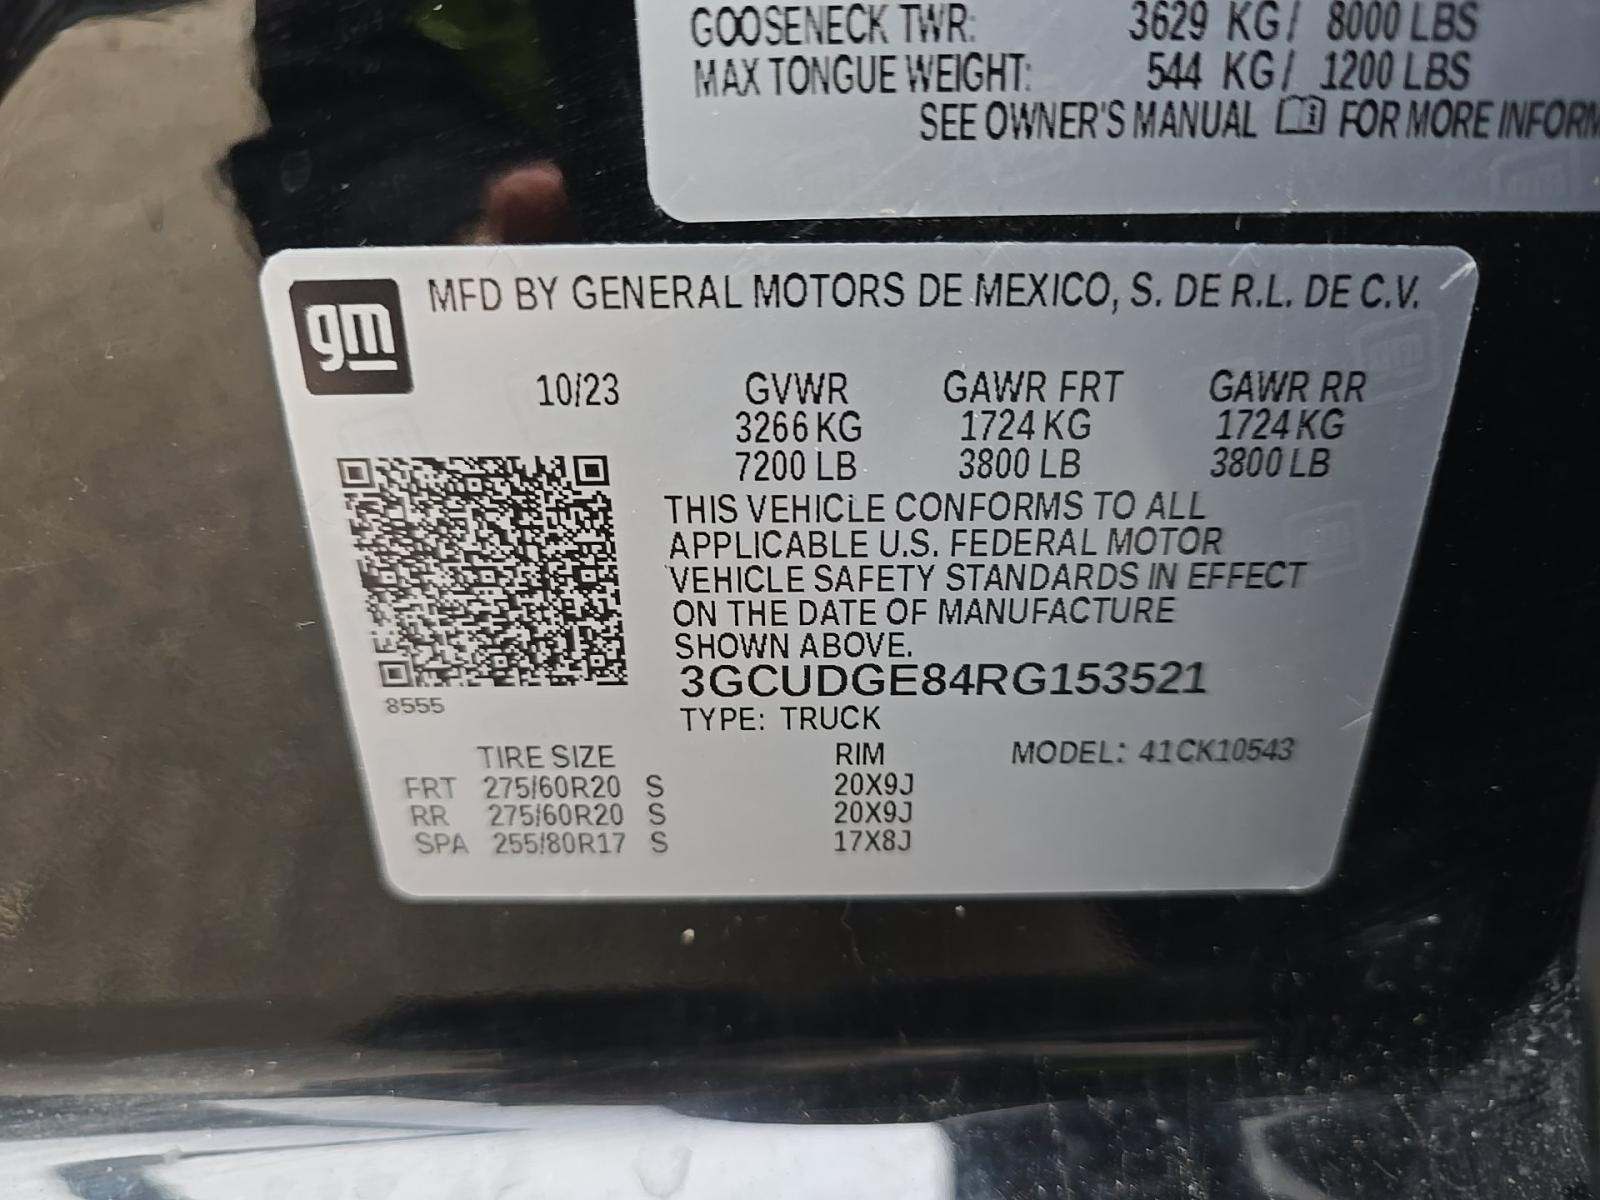 GOOSENECK TWR: 3629 KG / 8000 LBS
MAX TONGUE WEIGHT: 544 KG / 1200 LBS
SEE OWNER'S MANUAL FOR MORE INFORM
gm
MFD BY GENERAL MOTORS DE MEXICO, S. DE R.L. DE C.V.
10/23 GVWR GAWR FRT GAWR RR
3266 KG 1724 KG 1724 KG
7200 LB 3800 LB 3800 LB
THIS VEHICLE CONFORMS TO ALL
APPLICABLE U.S. FEDERAL MOTOR
VEHICLE SAFETY STANDARDS IN EFFECT
ON THE DATE OF MANUFACTURE
SHOWN ABOVE.
3GCUDGE84RG153521
8555
TYPE: TRUCK
TIRE SIZE RIM MODEL: 41CK10543
FRT 275/60R20 S 20X9J
RR 275/60R20 S 20X9J
SPA 255/80R17 S 17X8J